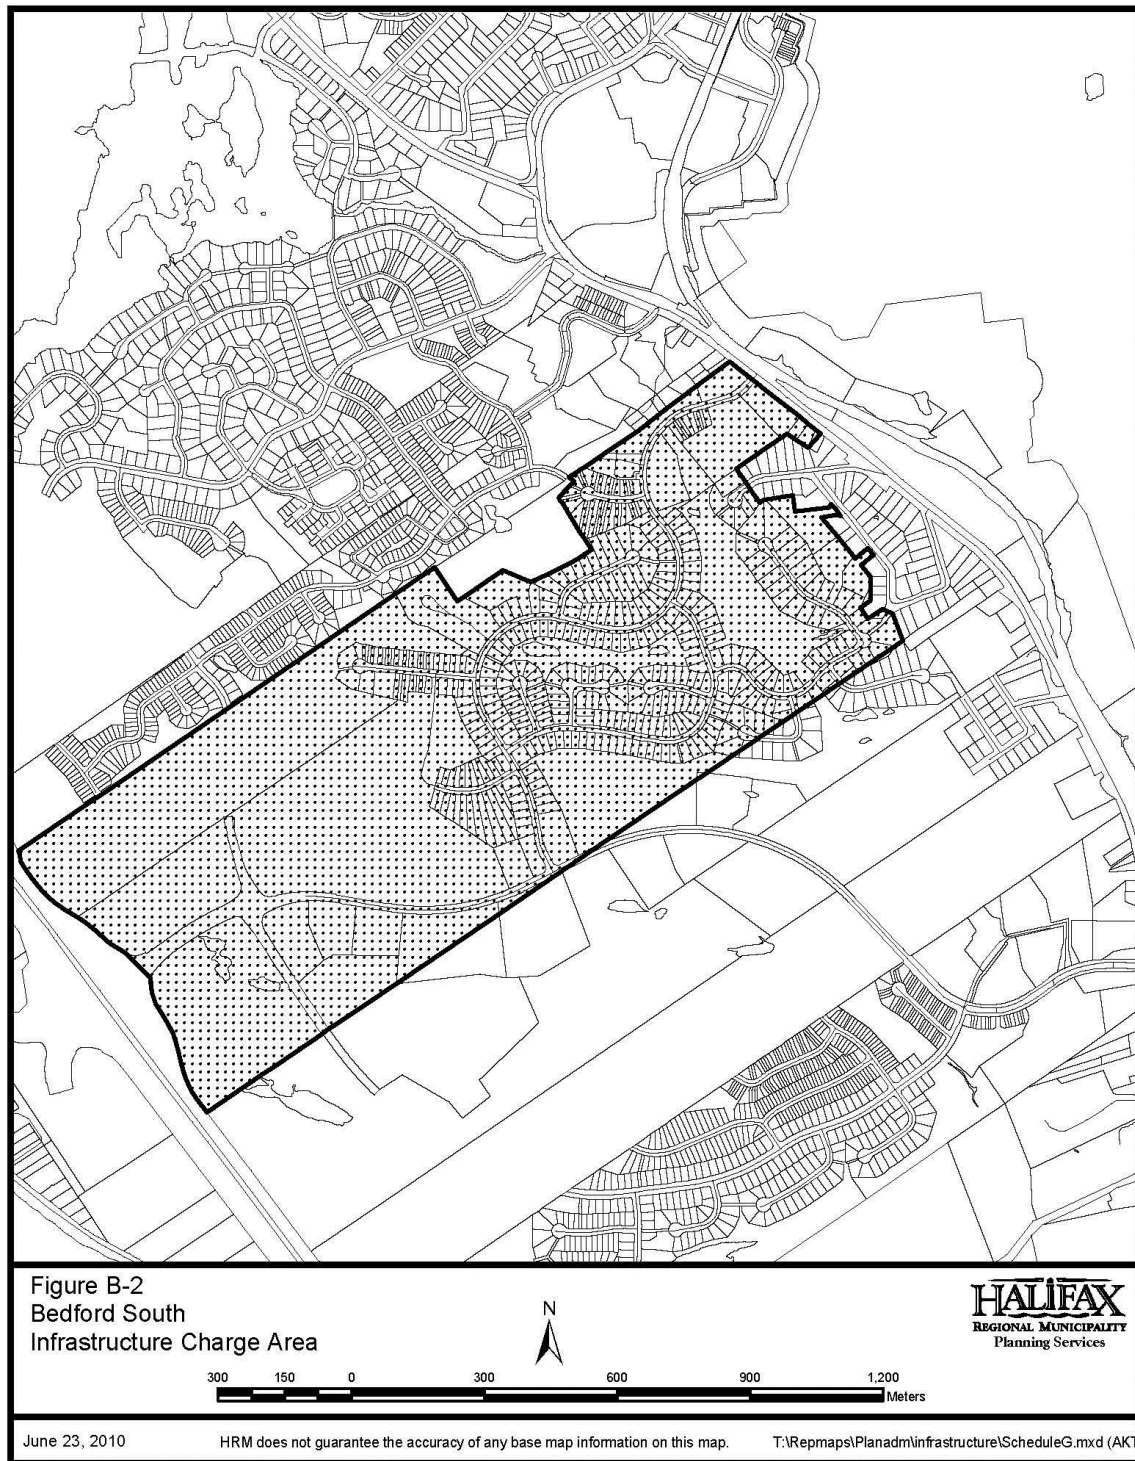 Figure B-2
Bedford South
Infrastructure Charge Area
N
HALIFAX
REGIONAL MUNICIPALITY
Planning Services
300 150 0 300 600 900 1,200
Meters
June 23, 2010
HRM does not guarantee the accuracy of any base map information on this map.
T:\Repmaps\Planadm\infrastructure\ScheduleG.mxd (AKT